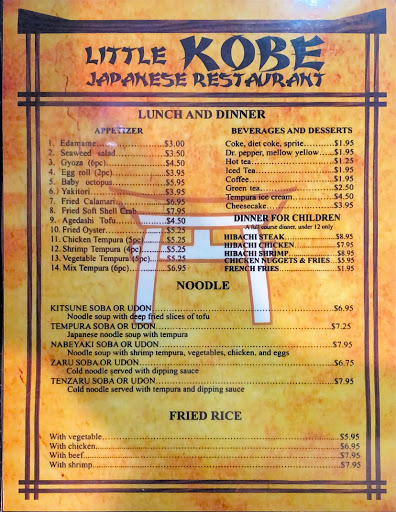 LITTLE KOBE
JAPANESE RESTAURANT
LUNCH AND DINNER
APPETIZER
1. Edamame....$3.00
2. Seaweed salad....$3.50
3. Gyoza (6pc)....$4.50
4. Egg roll (2pc)....$3.95
5. Baby octopus....$5.95
6. Yakitori....$3.95
7. Fried Calamari....$6.95
8. Fried Soft Shell Crab....$7.95
9. Agedashi Tofu....$4.50
10. Fried Oyster....$5.25
11. Chicken Tempura (5pc)....$5.25
12. Shrimp Tempura (4pc)....$5.25
13. Vegetable Tempura (5pc)....$5.25
14. Mix Tempura (6pc)....$6.95
BEVERAGES AND DESSERTS
Coke, diet coke, sprite....$1.95
Dr. pepper, mellow yellow....$1.95
Hot tea....$1.25
Iced Tea....$1.95
Coffee....$1.95
Green tea....$2.50
Tempura ice cream....$4.50
Cheesecake....$3.95
DINNER FOR CHILDREN
A full course dinner, under 12 only
HIBACHI STEAK....$8.95
HIBACHI CHICKEN....$7.95
HIBACHI SHRIMP....$8.95
CHICKEN NUGGETS & FRIES....$5.95
FRENCH FRIES....$1.95
NOODLE
KITSUNE SOBA OR UDON....$6.95
Noodle soup with deep fried slices of tofu
TEMPURA SOBA OR UDON....$7.25
Japanese noodle soup with tempura
NABEYAKI SOBA OR UDON....$7.95
Noodle soup with shrimp tempura, vegetables, chicken, and eggs
ZARU SOBA OR UDON....$6.75
Cold noodle served with dipping sauce
TENZARU SOBA OR UDON....$7.95
Cold noodle served with tempura and dipping sauce
FRIED RICE
With vegetable....$5.95
With chicken....$6.95
With beef....$7.95
With shrimp....$7.95